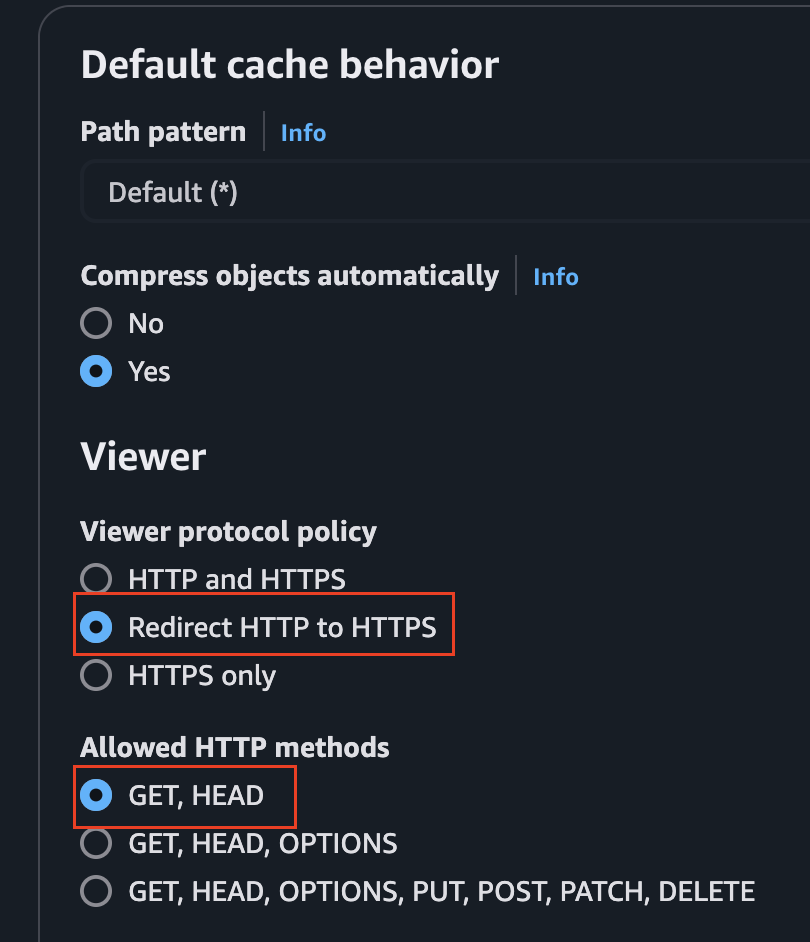 Default cache behavior
Path pattern Info
Default (*)
Compress objects automatically Info
No
Yes
Viewer
Viewer protocol policy
HTTP and HTTPS
Redirect HTTP to HTTPS
HTTPS only
Allowed HTTP methods
GET, HEAD
GET, HEAD, OPTIONS
GET, HEAD, OPTIONS, PUT, POST, PATCH, DELETE